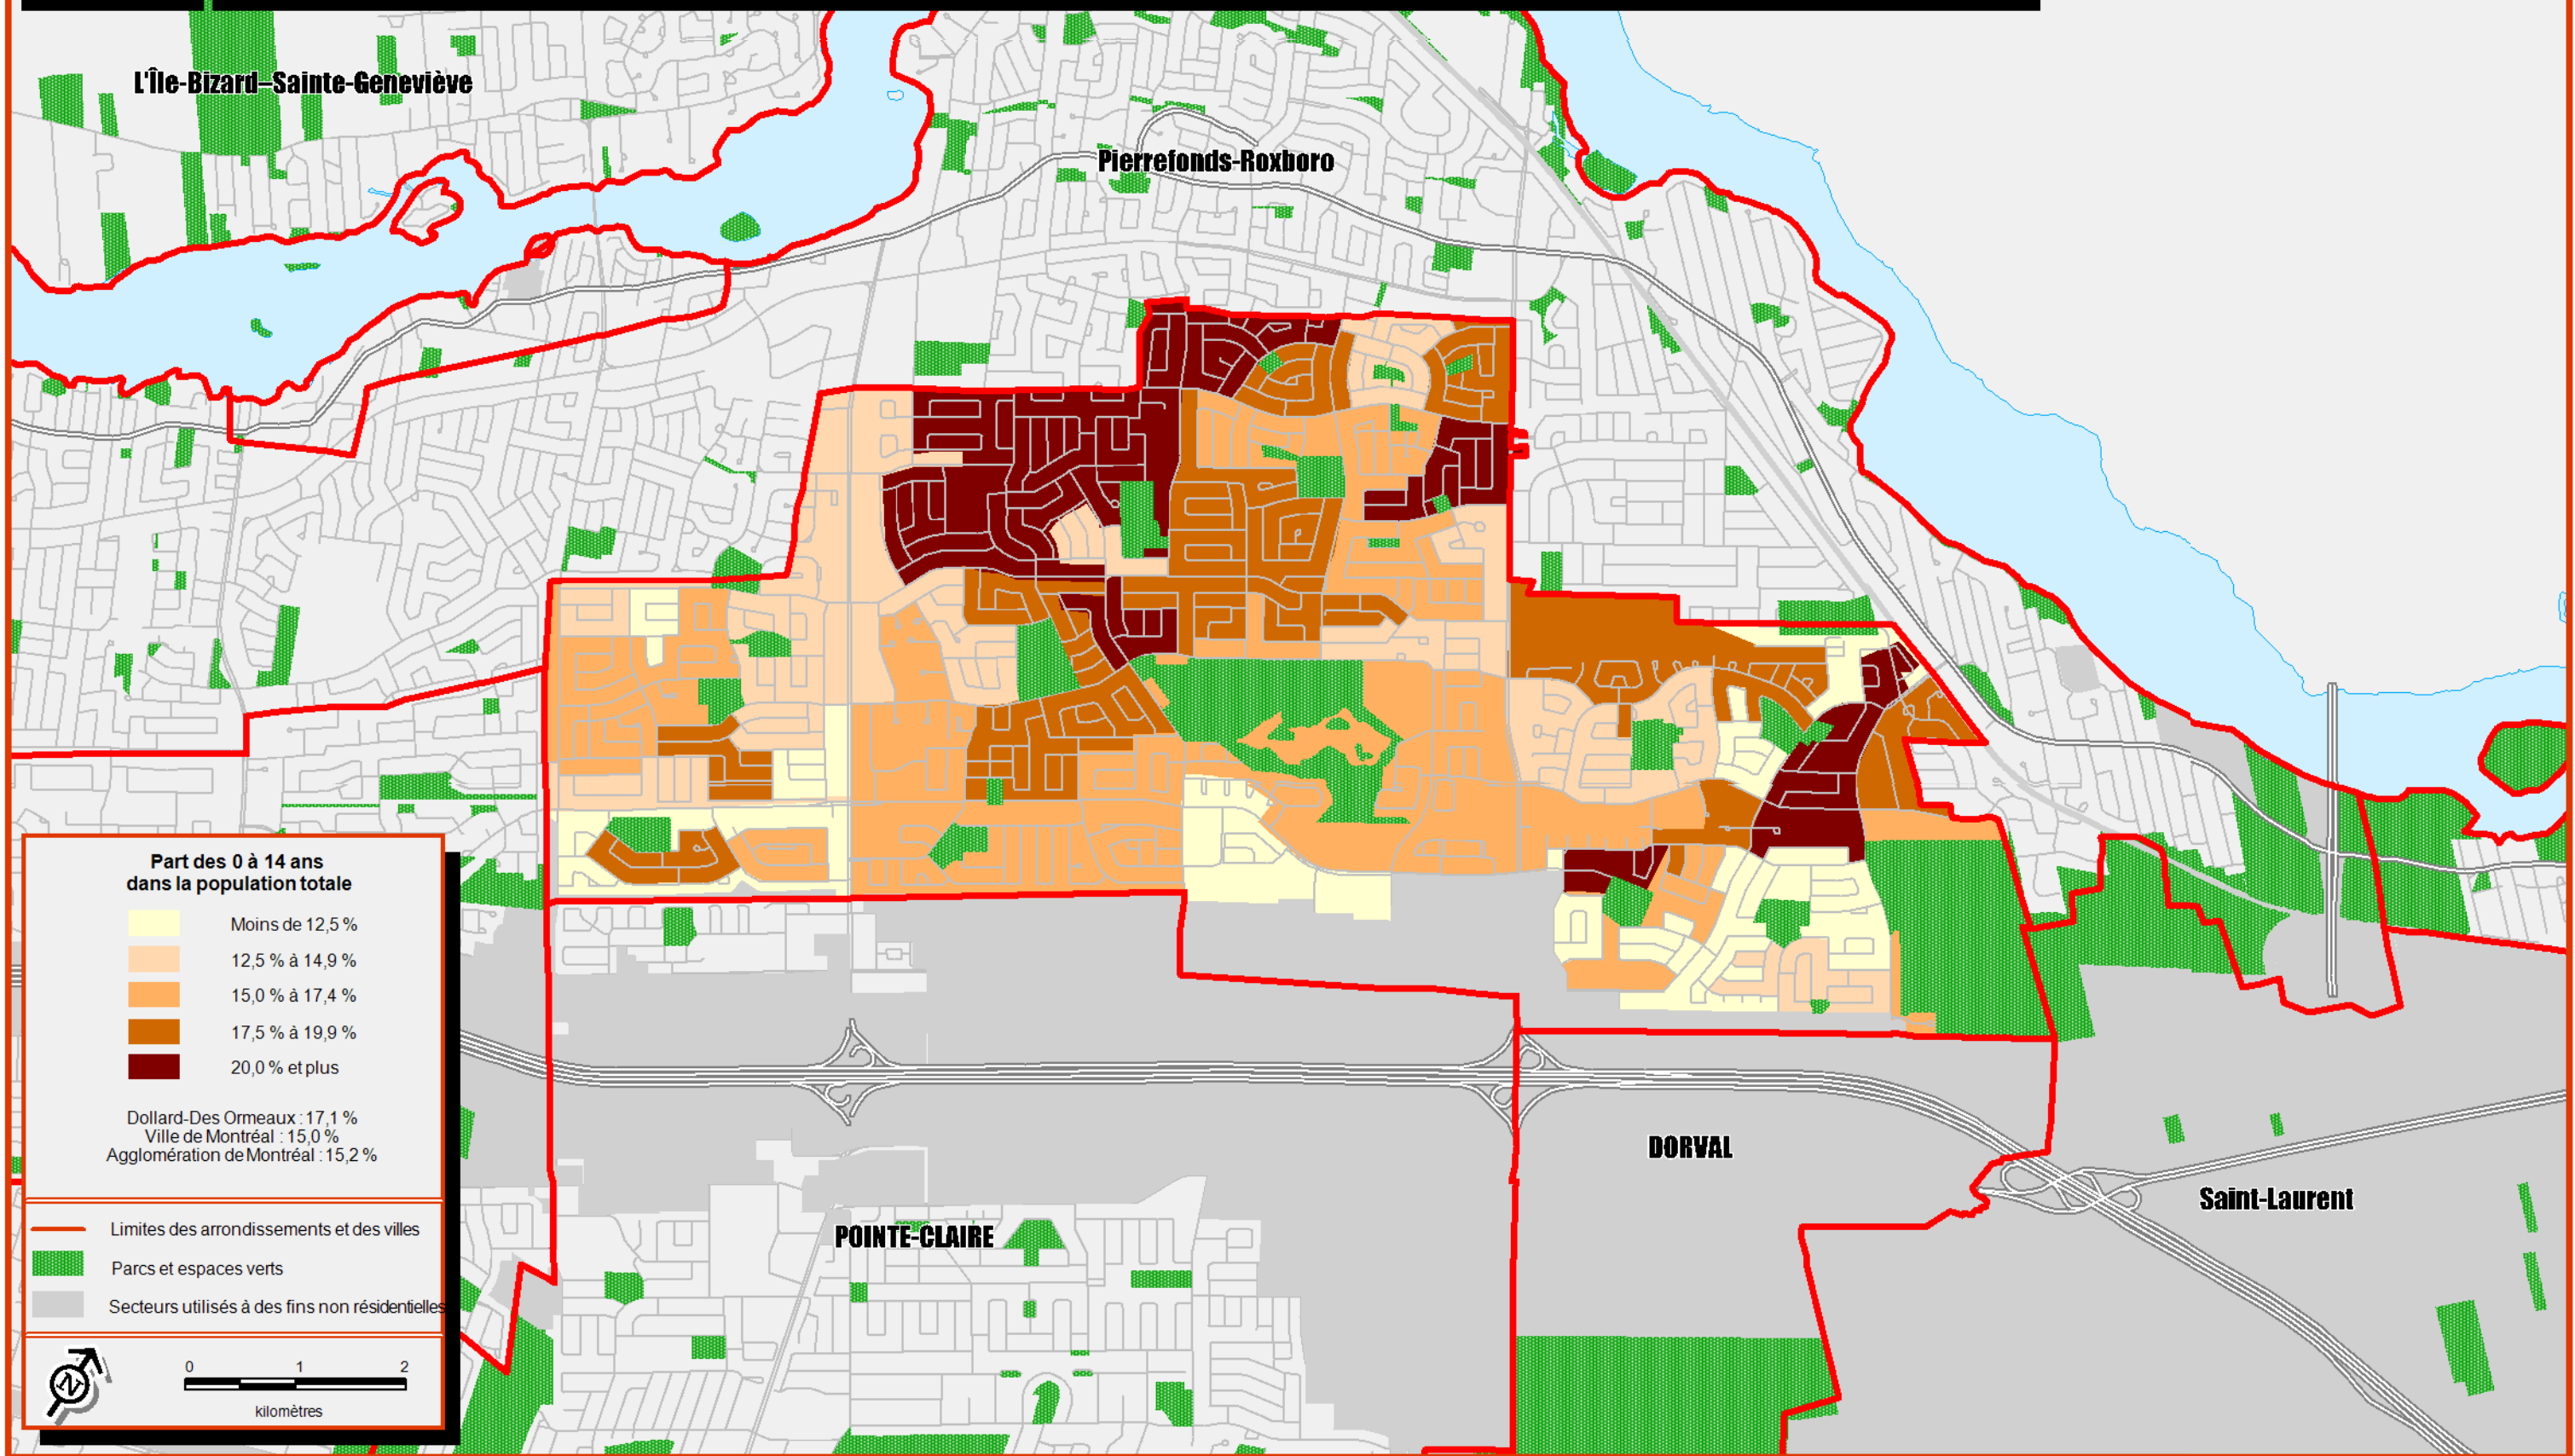 L'Île-Bizard–Sainte-Geneviève
Pierrefonds-Roxboro
Part des 0 à 14 ans
dans la population totale
Moins de 12,5 %
12,5 % à 14,9 %
15,0 % à 17,4 %
17,5 % à 19,9 %
20,0 % et plus
Dollard-Des Ormeaux : 17,1 %
Ville de Montréal : 15,0 %
Agglomération de Montréal : 15,2 %
Limites des arrondissements et des villes
Parcs et espaces verts
Secteurs utilisés à des fins non résidentielles
N
0 1 2
kilomètres
DORVAL
Saint-Laurent
POINTE-CLAIRE